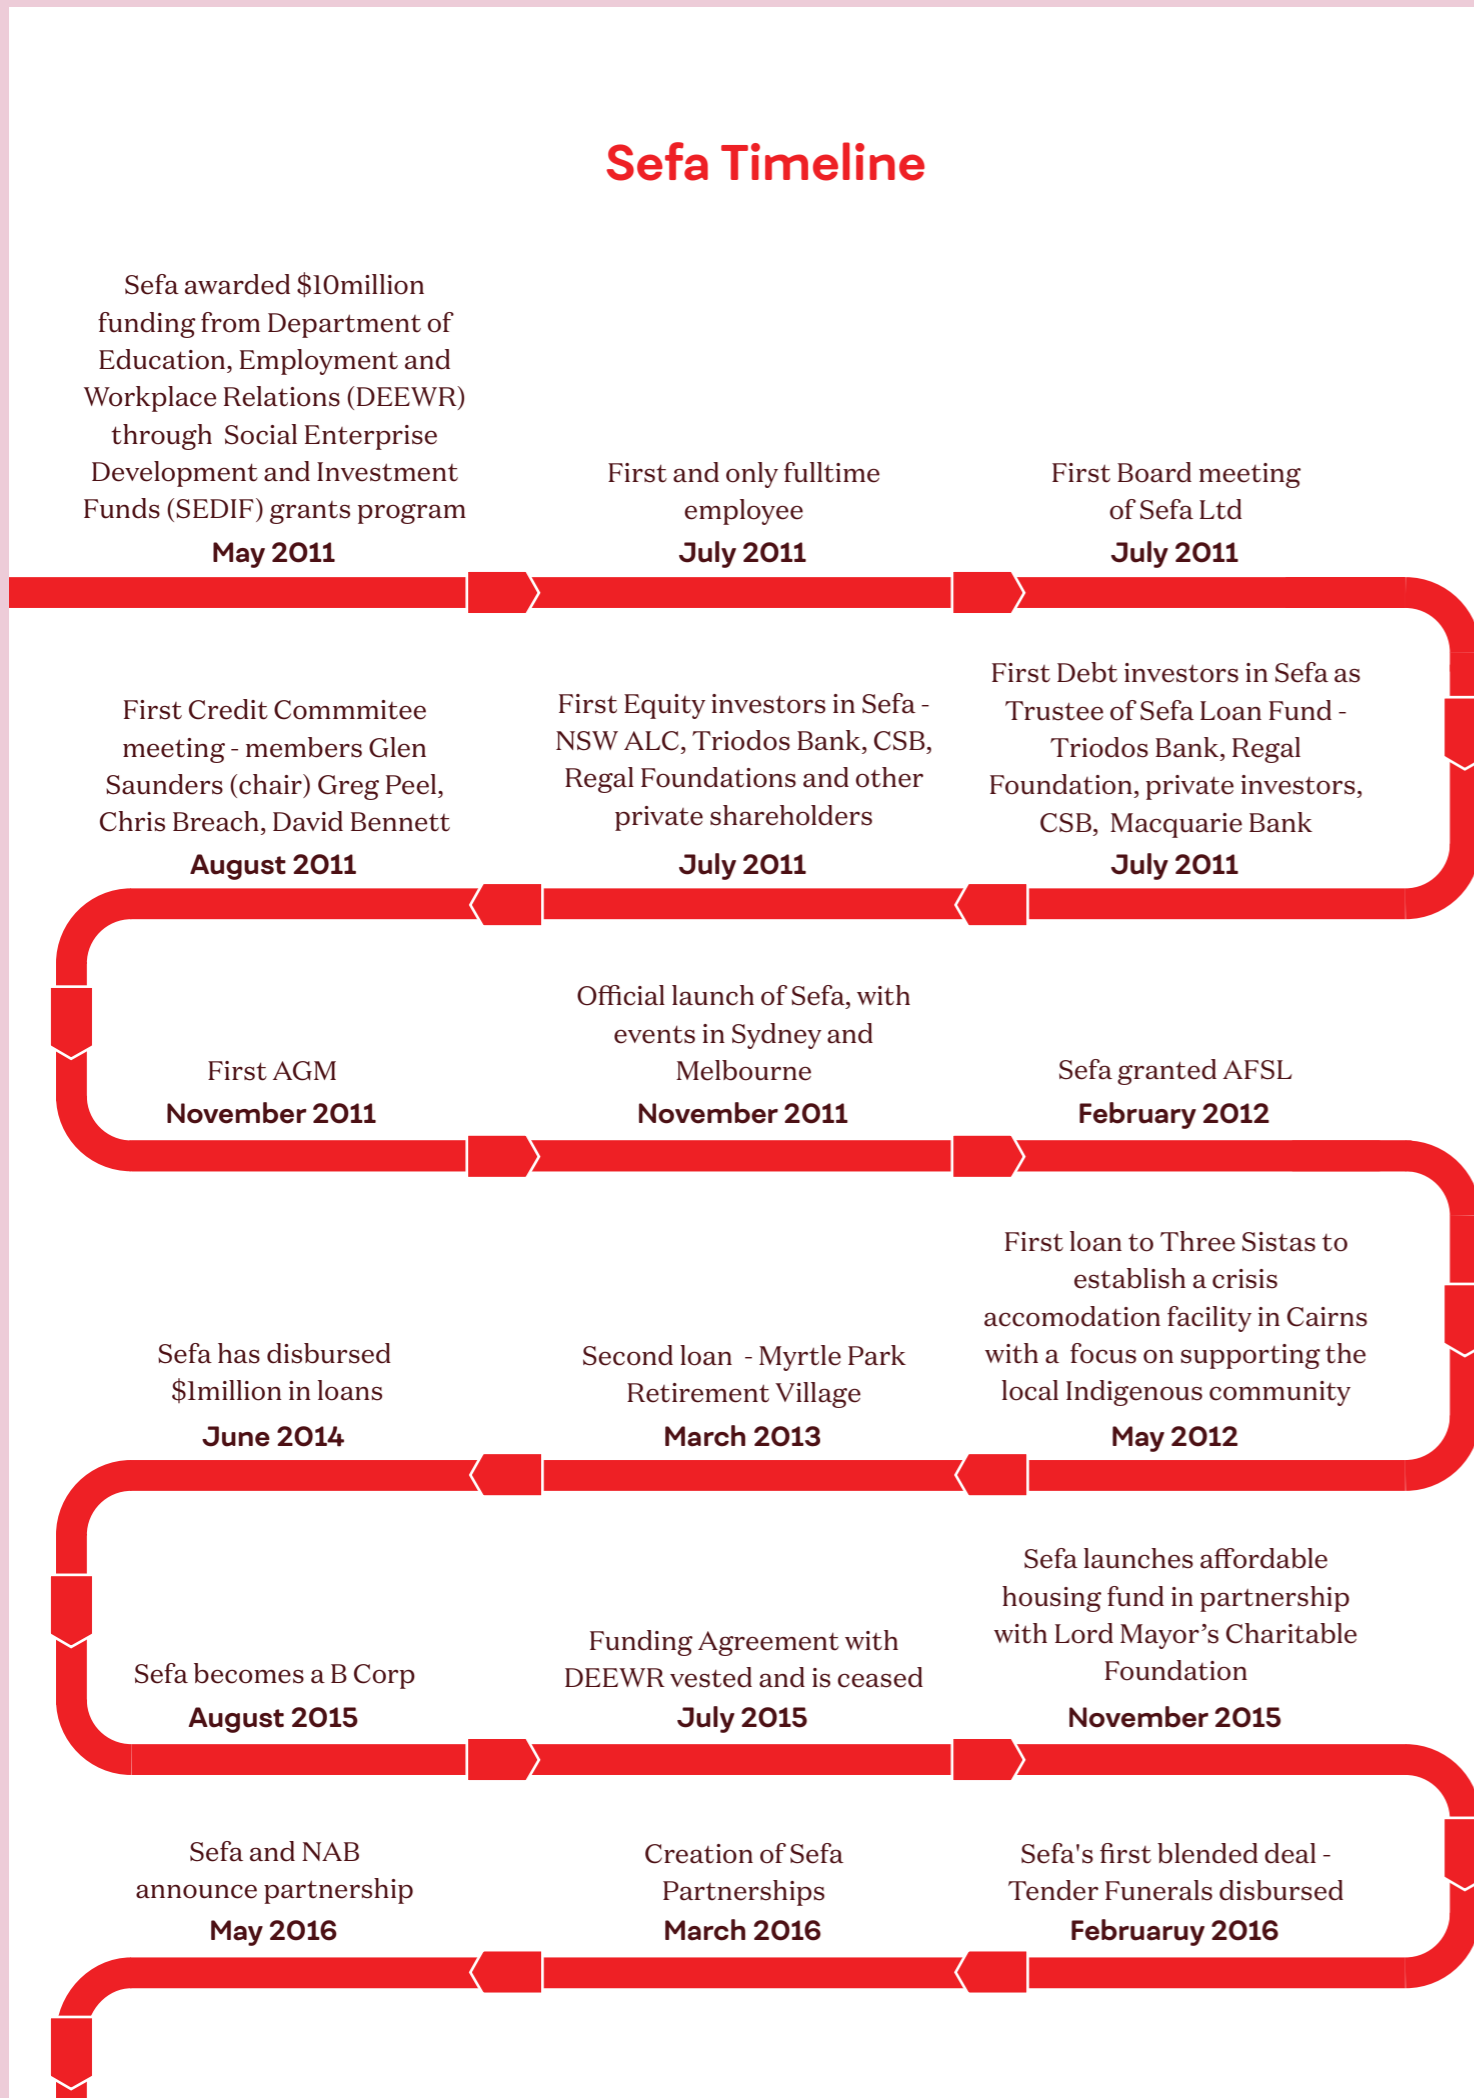 Sefa Timeline
Sefa awarded $10million
funding from Department of
Education, Employment and
Workplace Relations (DEEWR)
through Social Enterprise
Development and Investment
Funds (SEDIF) grants program
May 2011
First and only fulltime
employee
July 2011
First Board meeting
of Sefa Ltd
July 2011
First Debt investors in Sefa as
Trustee of Sefa Loan Fund -
Triodos Bank, Regal
Foundation, private investors,
CSB, Macquarie Bank
July 2011
First Equity investors in Sefa -
NSW ALC, Triodos Bank, CSB,
Regal Foundations and other
private shareholders
July 2011
First Credit Commmitee
meeting - members Glen
Saunders (chair) Greg Peel,
Chris Breach, David Bennett
August 2011
First AGM
November 2011
Official launch of Sefa, with
events in Sydney and
Melbourne
November 2011
Sefa granted AFSL
February 2012
First loan to Three Sistas to
establish a crisis
accomodation facility in Cairns
with a focus on supporting the
local Indigenous community
May 2012
Second loan - Myrtle Park
Retirement Village
March 2013
Sefa has disbursed
$1million in loans
June 2014
Sefa becomes a B Corp
August 2015
Funding Agreement with
DEEWR vested and is ceased
July 2015
Sefa launches affordable
housing fund in partnership
with Lord Mayor’s Charitable
Foundation
November 2015
Sefa's first blended deal -
Tender Funerals disbursed
Februaruy 2016
Creation of Sefa
Partnerships
March 2016
Sefa and NAB
announce partnership
May 2016